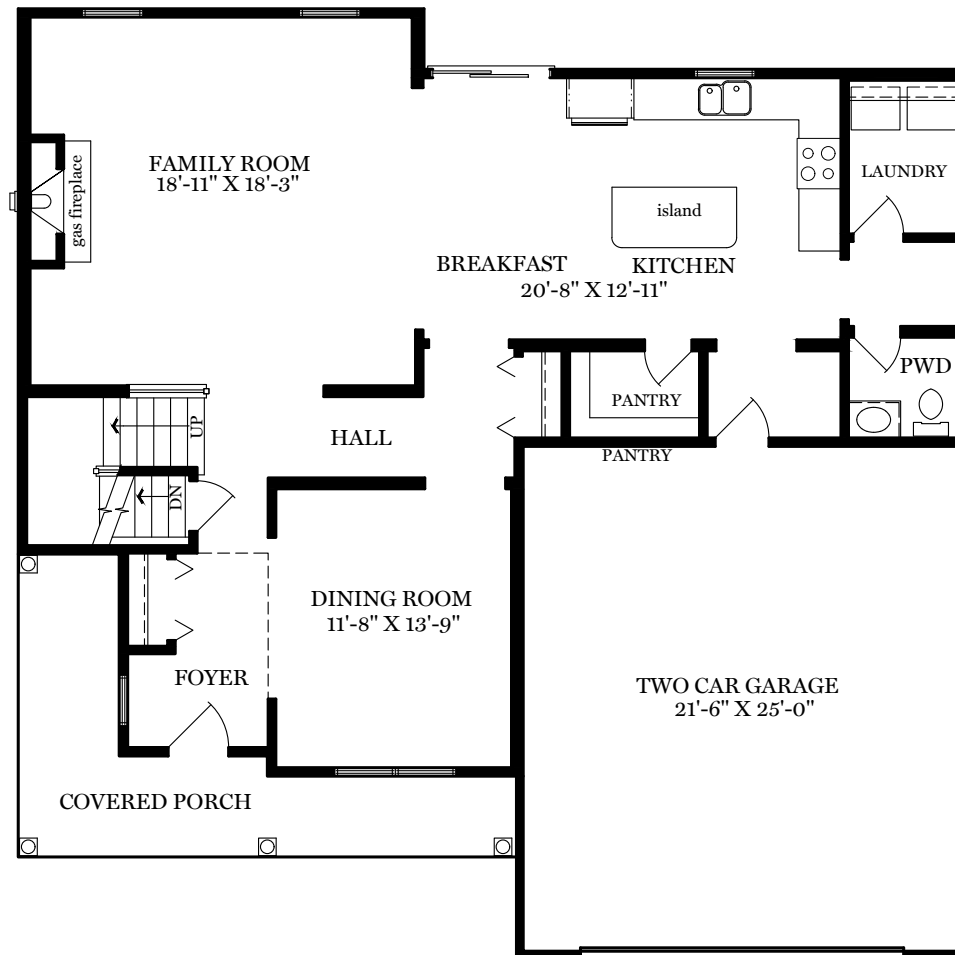 FAMILY ROOM
18'-11" X 18'-3"
gas fireplace
LAUNDRY
island
BREAKFAST
KITCHEN
20'-8" X 12'-11"
PWD
PANTRY
UP
HALL
PANTRY
DN
DINING ROOM
11'-8" X 13'-9"
FOYER
TWO CAR GARAGE
21'-6" X 25'-0"
COVERED PORCH